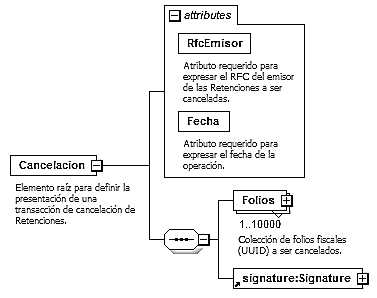 attributes
RfcEmisor
Atributo requerido para
expresar el RFC del emisor
de las Retenciones a ser
canceladas.
Fecha
Atributo requerido para
expresar el fecha de la
operación.
Cancelacion
Elemento raíz para definir la
presentación de una
transacción de cancelación de
Retenciones.
Folios
1..10000
Colección de folios fiscales
(UUID) a ser cancelados.
signature:Signature